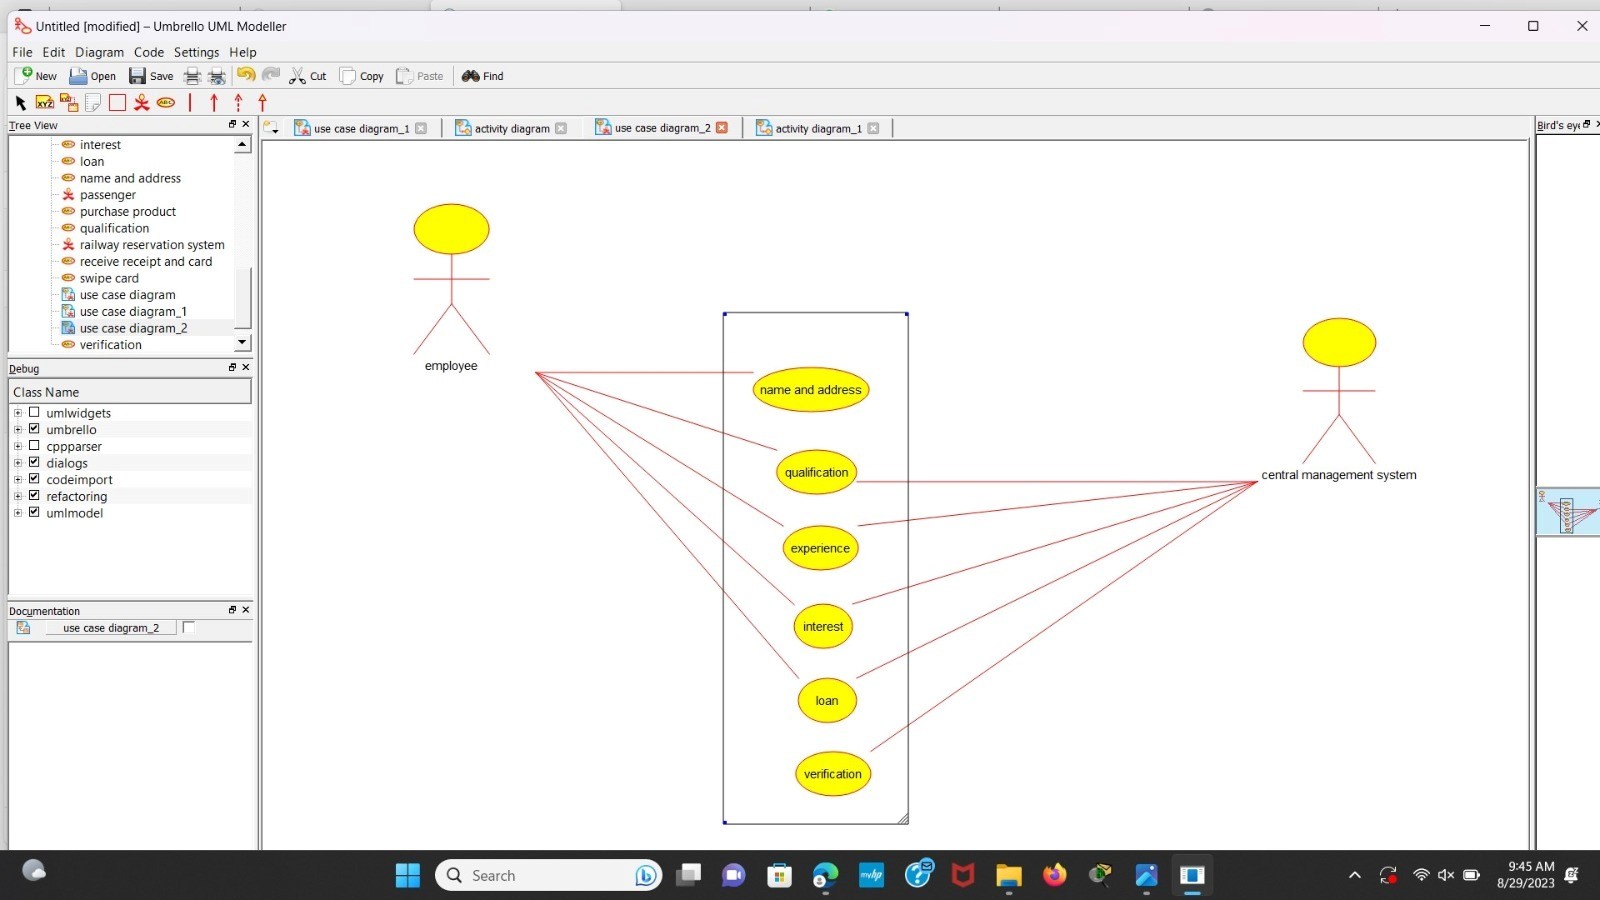 Untitled [modified] – Umbrello UML Modeller
File Edit Diagram Code Settings Help
New Open Save Cut Copy Paste Find
XYZ ABC
Tree View
use case diagram_1 activity diagram use case diagram_2 activity diagram_1
Bird's eye
interest
loan
name and address
passenger
purchase product
qualification
railway reservation system
receive receipt and card
swipe card
use case diagram
use case diagram_1
use case diagram_2
verification
Debug
Class Name
umlwidgets
umbrello
cppparser
dialogs
codeimport
refactoring
umlmodel
Documentation
use case diagram_2
employee
name and address
qualification
experience
interest
loan
verification
central management system
Search
myhp
9:45 AM
8/29/2023